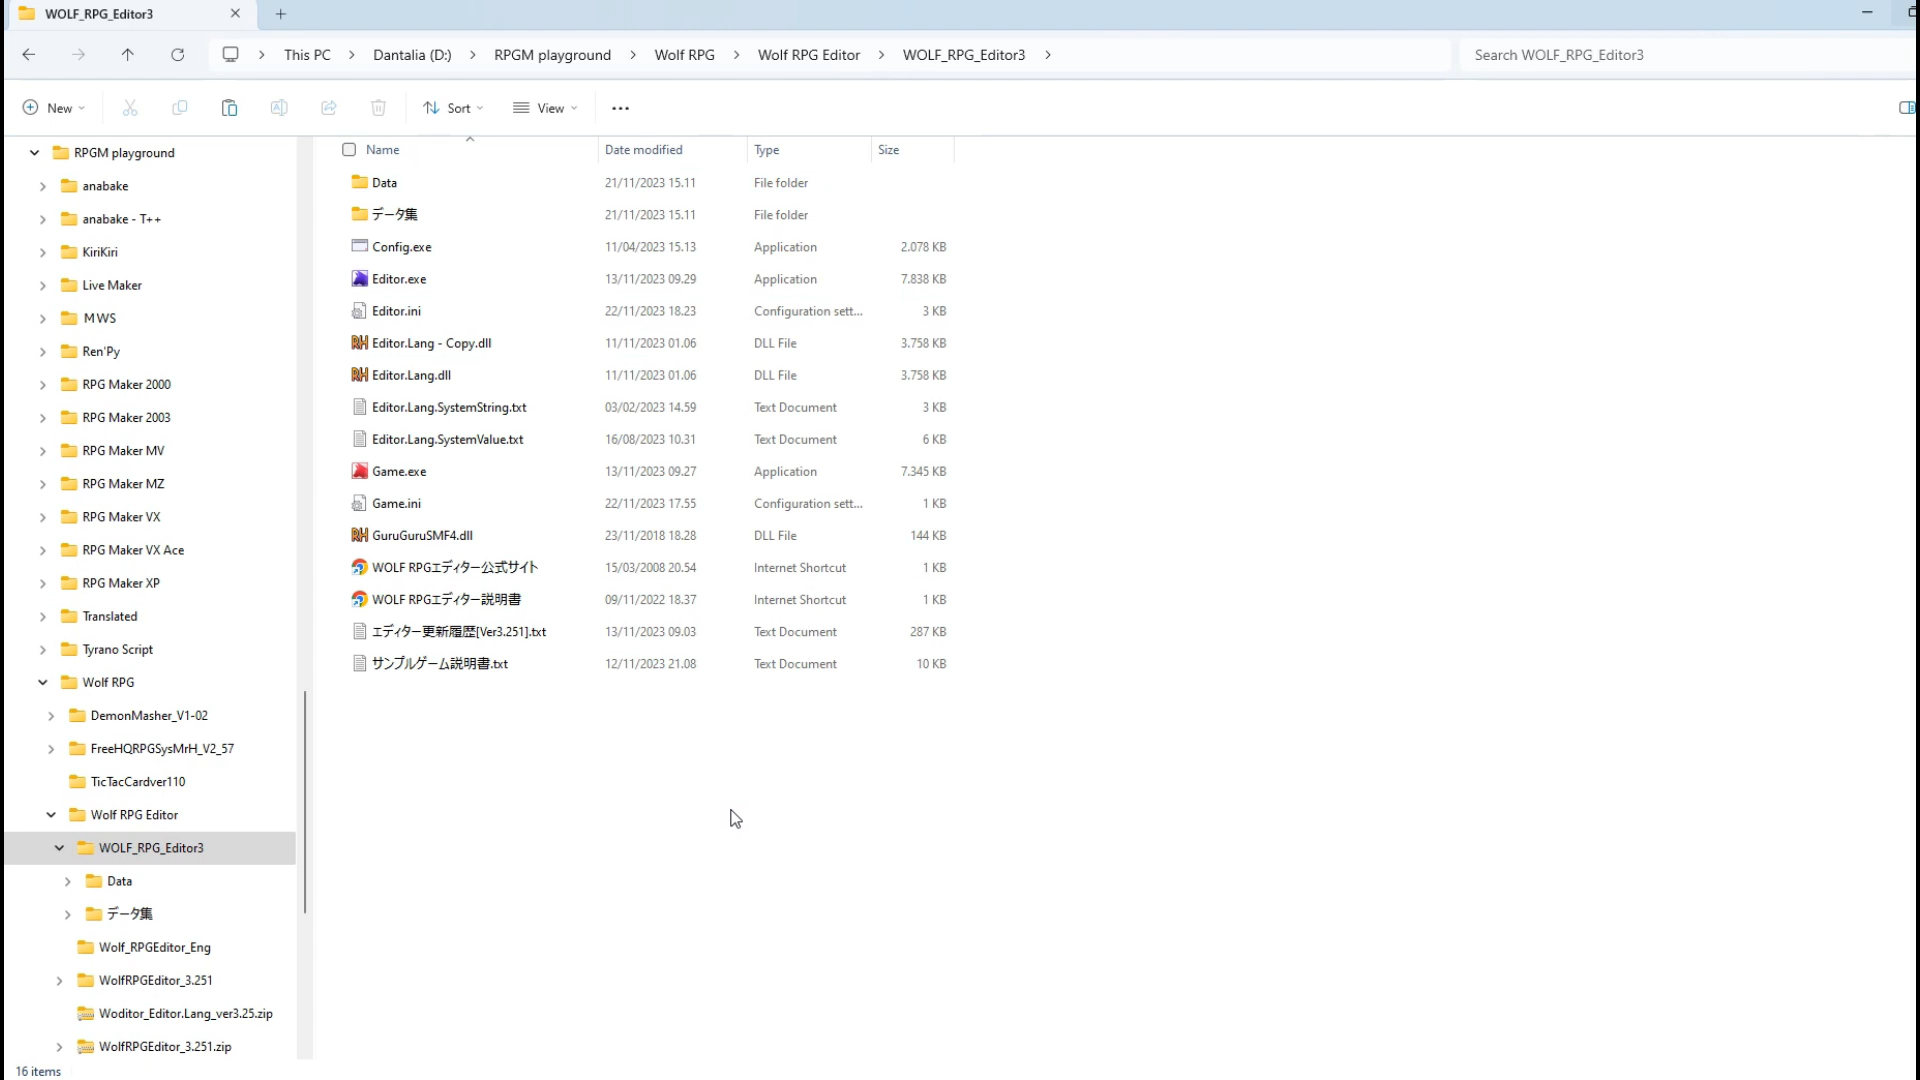 WOLF_RPG_Editor3
This PC > Dantalia (D:) > RPGM playground > Wolf RPG > Wolf RPG Editor > WOLF_RPG_Editor3 >
Search WOLF_RPG_Editor3
New
Sort
View
RPGM playground
anabake
anabake - T++
KiriKiri
Live Maker
MWS
Ren'Py
RPG Maker 2000
RPG Maker 2003
RPG Maker MV
RPG Maker MZ
RPG Maker VX
RPG Maker VX Ace
RPG Maker XP
Translated
Tyrano Script
Wolf RPG
DemonMasher_V1-02
FreeHQRPGSysMrH_V2_57
TicTacCardver110
Wolf RPG Editor
WOLF_RPG_Editor3
Data
データ集
Wolf_RPGEditor_Eng
WolfRPGEditor_3.251
Woditor_Editor.Lang_ver3.25.zip
WolfRPGEditor_3.251.zip
Name Date modified Type Size
Data 21/11/2023 15.11 File folder
データ集 21/11/2023 15.11 File folder
Config.exe 11/04/2023 15.13 Application 2.078 KB
Editor.exe 13/11/2023 09.29 Application 7.838 KB
Editor.ini 22/11/2023 18.23 Configuration sett... 3 KB
Editor.Lang - Copy.dll 11/11/2023 01.06 DLL File 3.758 KB
Editor.Lang.dll 11/11/2023 01.06 DLL File 3.758 KB
Editor.Lang.SystemString.txt 03/02/2023 14.59 Text Document 3 KB
Editor.Lang.SystemValue.txt 16/08/2023 10.31 Text Document 6 KB
Game.exe 13/11/2023 09.27 Application 7.345 KB
Game.ini 22/11/2023 17.55 Configuration sett... 1 KB
GuruGuruSMF4.dll 23/11/2018 18.28 DLL File 144 KB
WOLF RPGエディター公式サイト 15/03/2008 20.54 Internet Shortcut 1 KB
WOLF RPGエディター説明書 09/11/2022 18.37 Internet Shortcut 1 KB
エディター更新履歴[Ver3.251].txt 13/11/2023 09.03 Text Document 287 KB
サンプルゲーム説明書.txt 12/11/2023 21.08 Text Document 10 KB
16 items